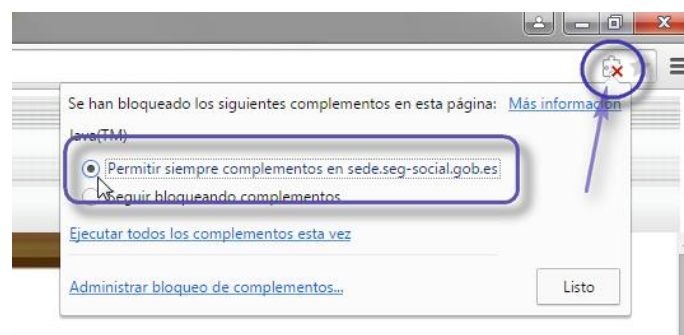 Se han bloqueado los siguientes complementos en esta página: Más información
Java(TM)
Permitir siempre complementos en sede.seg-social.gob.es
Seguir bloqueando complementos
Ejecutar todos los complementos esta vez
Administrar bloqueo de complementos...
Listo